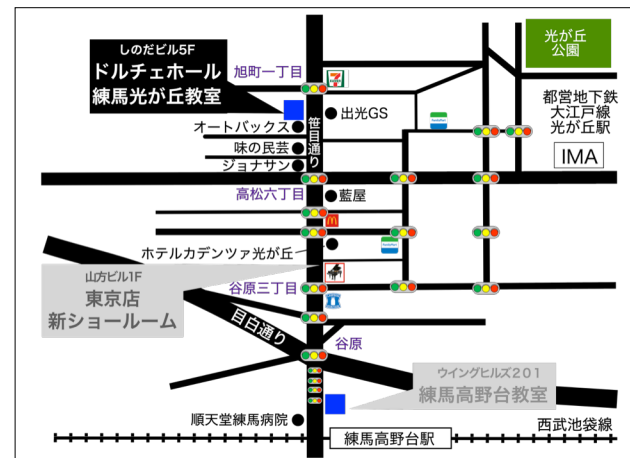 しのだビル5F
ドルチェホール
練馬光が丘教室
旭町一丁目
光が丘
公園
出光GS
都営地下鉄
大江戸線
光が丘駅
IMA
オートバックス
味の民芸
ジョナサン
笹目通り
高松六丁目
藍屋
ホテルカデンツァ光が丘
山方ビル1F
東京店
新ショールーム
谷原三丁目
目白通り
谷原
ウイングヒルズ201
練馬高野台教室
順天堂練馬病院
練馬高野台駅
西武池袋線